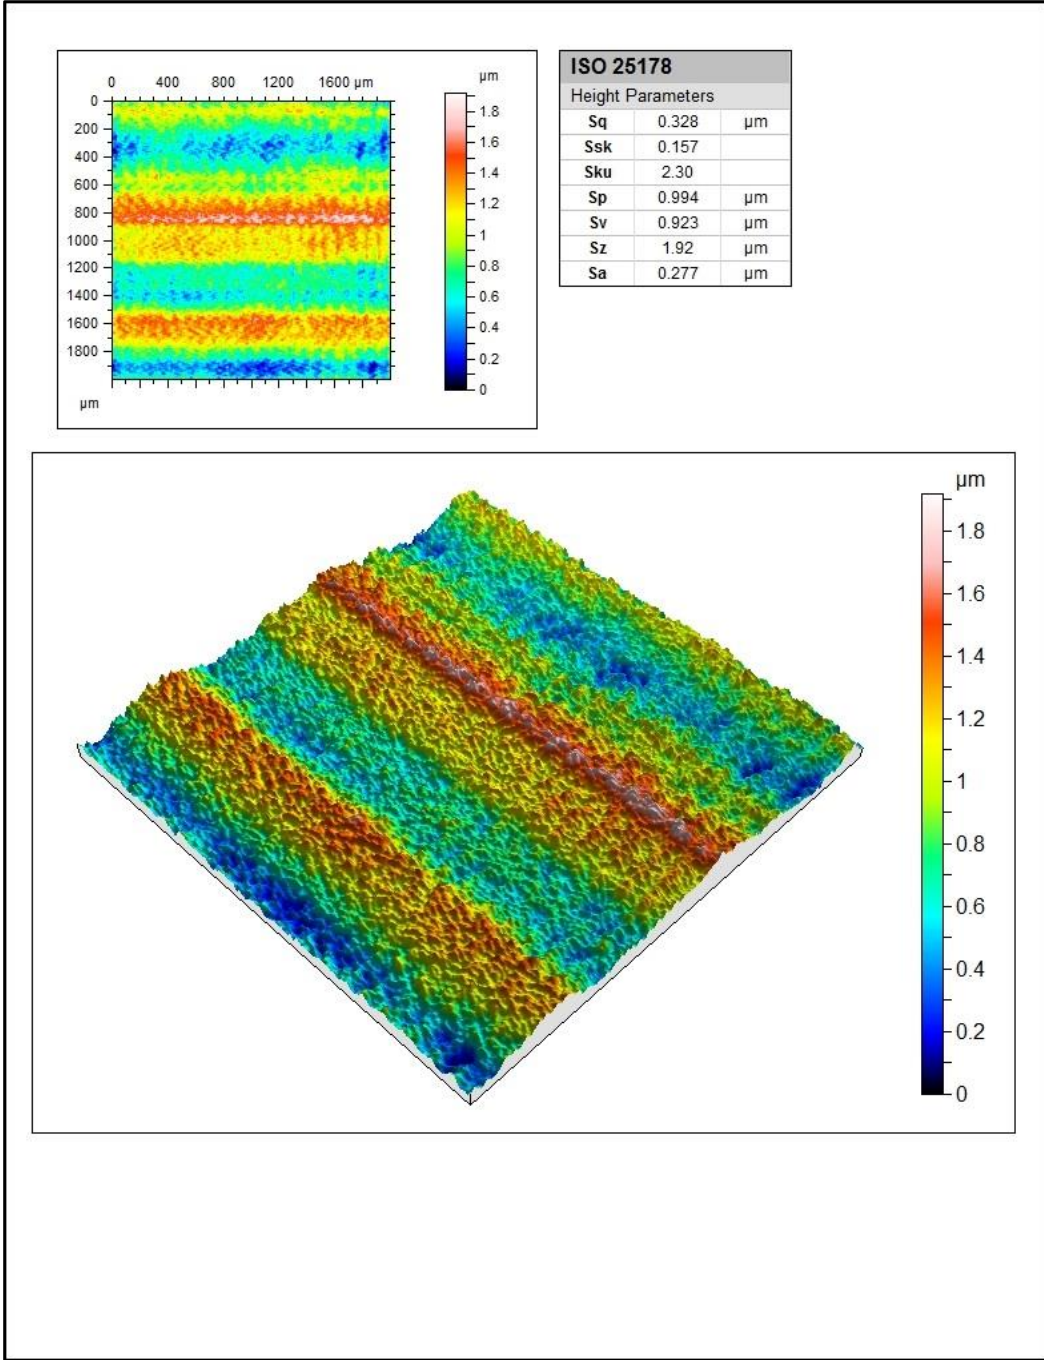 0 400 800 1200 1600 µm
µm
0
200
400
600
800
1000
1200
1400
1600
1800
µm
1.8
1.6
1.4
1.2
1
0.8
0.6
0.4
0.2
0
ISO 25178
Height Parameters
Sq 0.328 µm
Ssk 0.157
Sku 2.30
Sp 0.994 µm
Sv 0.923 µm
Sz 1.92 µm
Sa 0.277 µm
µm
1.8
1.6
1.4
1.2
1
0.8
0.6
0.4
0.2
0